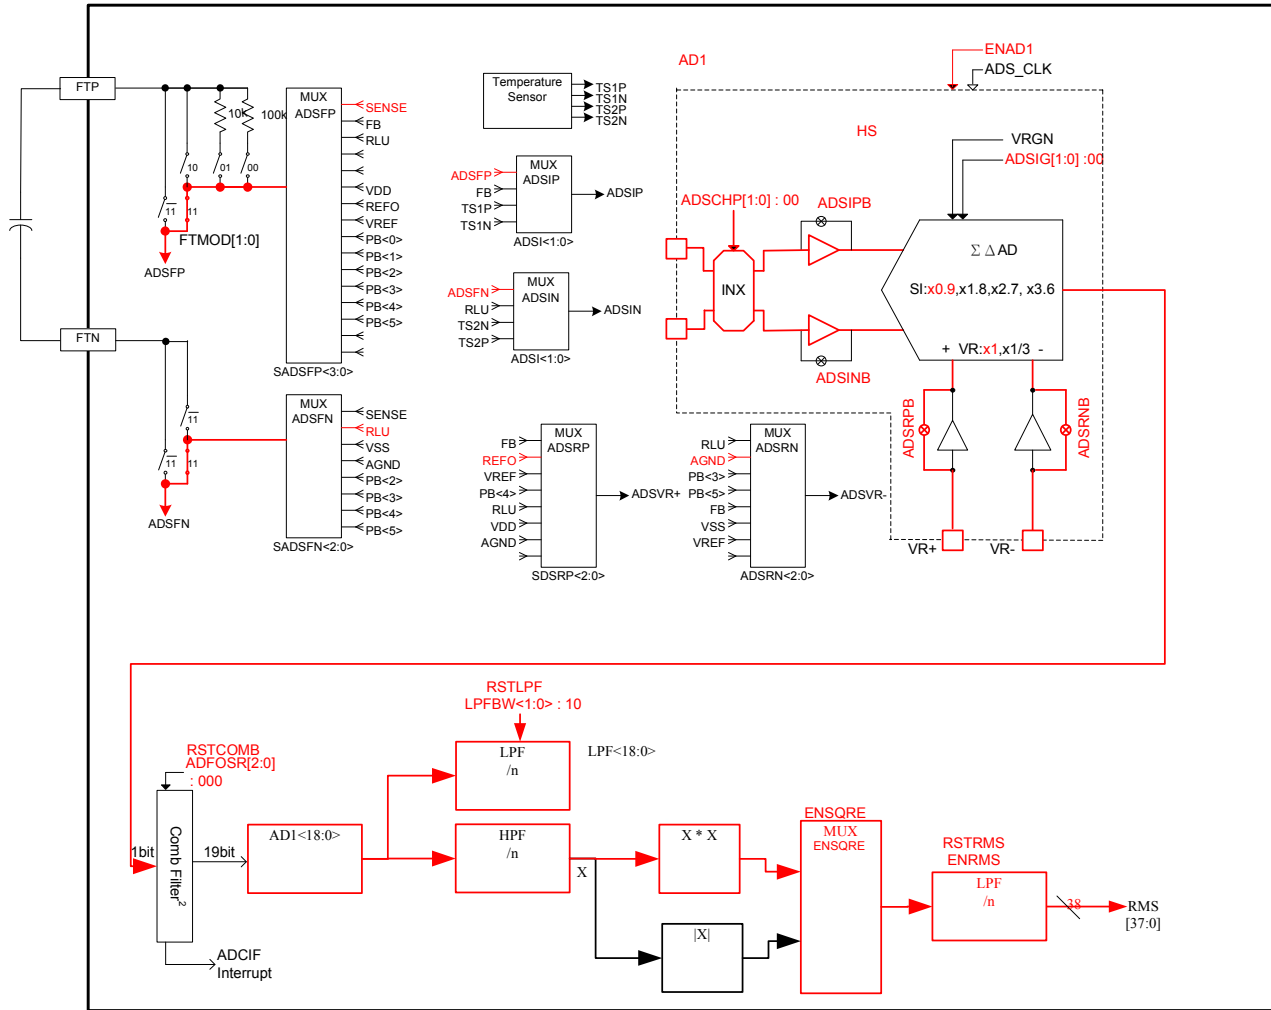 FTP
10k
100k
10
01
00
11
11
FTMOD[1:0]
ADSFP
MUX
ADSFP
SENSE
FB
RLU
VDD
REFO
VREF
PB<0>
PB<1>
PB<2>
PB<3>
PB<4>
PB<5>
SADSFP<3:0>
FTN
11
11
11
ADSFN
MUX
ADSFN
SENSE
RLU
VSS
AGND
PB<2>
PB<3>
PB<4>
PB<5>
SADSFN<2:0>
Temperature
Sensor
TS1P
TS1N
TS2P
TS2N
MUX
ADSIP
ADSFP
FB
TS1P
TS1N
ADSIP
ADSI<1:0>
MUX
ADSIN
ADSFN
RLU
TS2N
TS2P
ADSIN
ADSI<1:0>
MUX
ADSRP
FB
REFO
VREF
PB<4>
RLU
VDD
AGND
ADSVR+
SDSRP<2:0>
MUX
ADSRN
RLU
AGND
PB<3>
PB<5>
FB
VSS
VREF
ADSVR-
ADSRN<2:0>
AD1
ENAD1
ADS_CLK
HS
VRGN
ADSIG[1:0] :00
ADSCHP[1:0] : 00
ADSIPB
INX
ADSINB
Σ Δ AD
SI:x0.9,x1.8,x2.7, x3.6
+ VR:x1,x1/3 -
ADSRPB
ADSRNB
VR+
VR-
RSTCOMB
ADFOSR[2:0]
: 000
1bit
Comb Filter2
19bit
ADCIF
Interrupt
AD1<18:0>
RSTLPF
LPFBW<1:0> : 10
LPF
/n
LPF<18:0>
HPF
/n
X
X * X
|X|
ENSQRE
MUX
ENSQRE
RSTRMS
ENRMS
LPF
/n
38
RMS
[37:0]